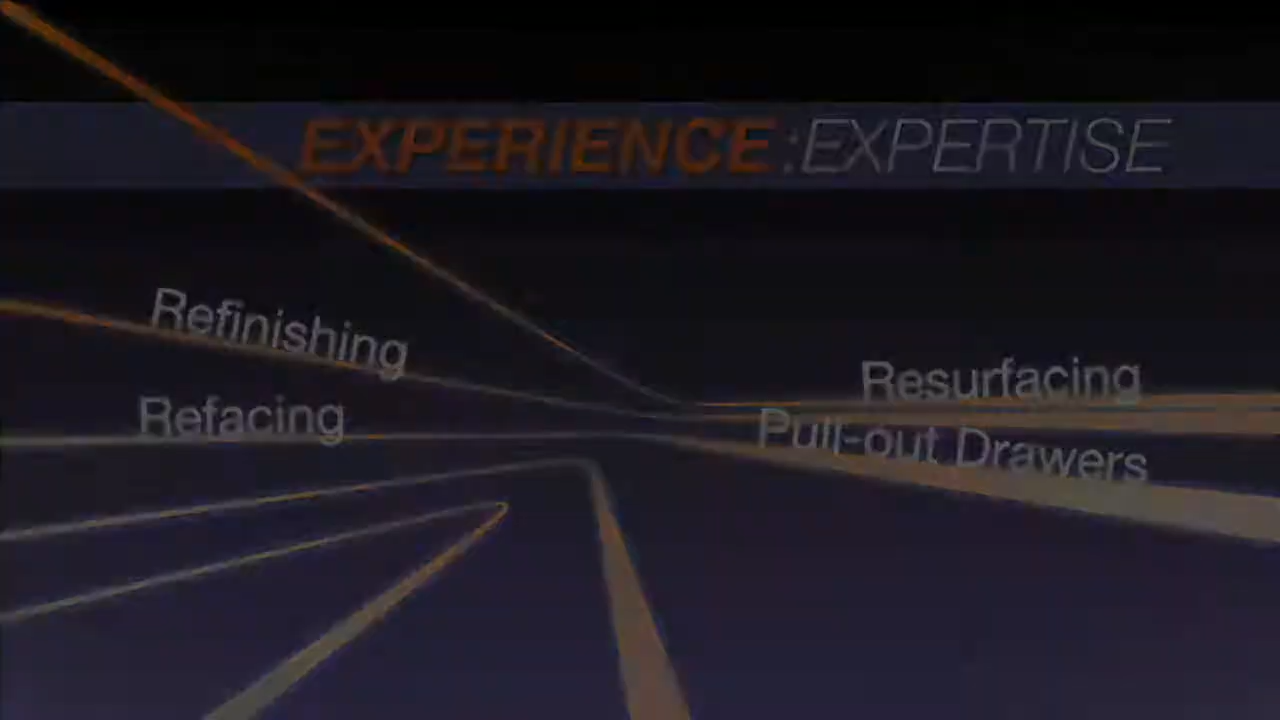 EXPERIENCE:EXPERTISE
Refinishing
Refacing
Resurfacing
Pull-out Drawers